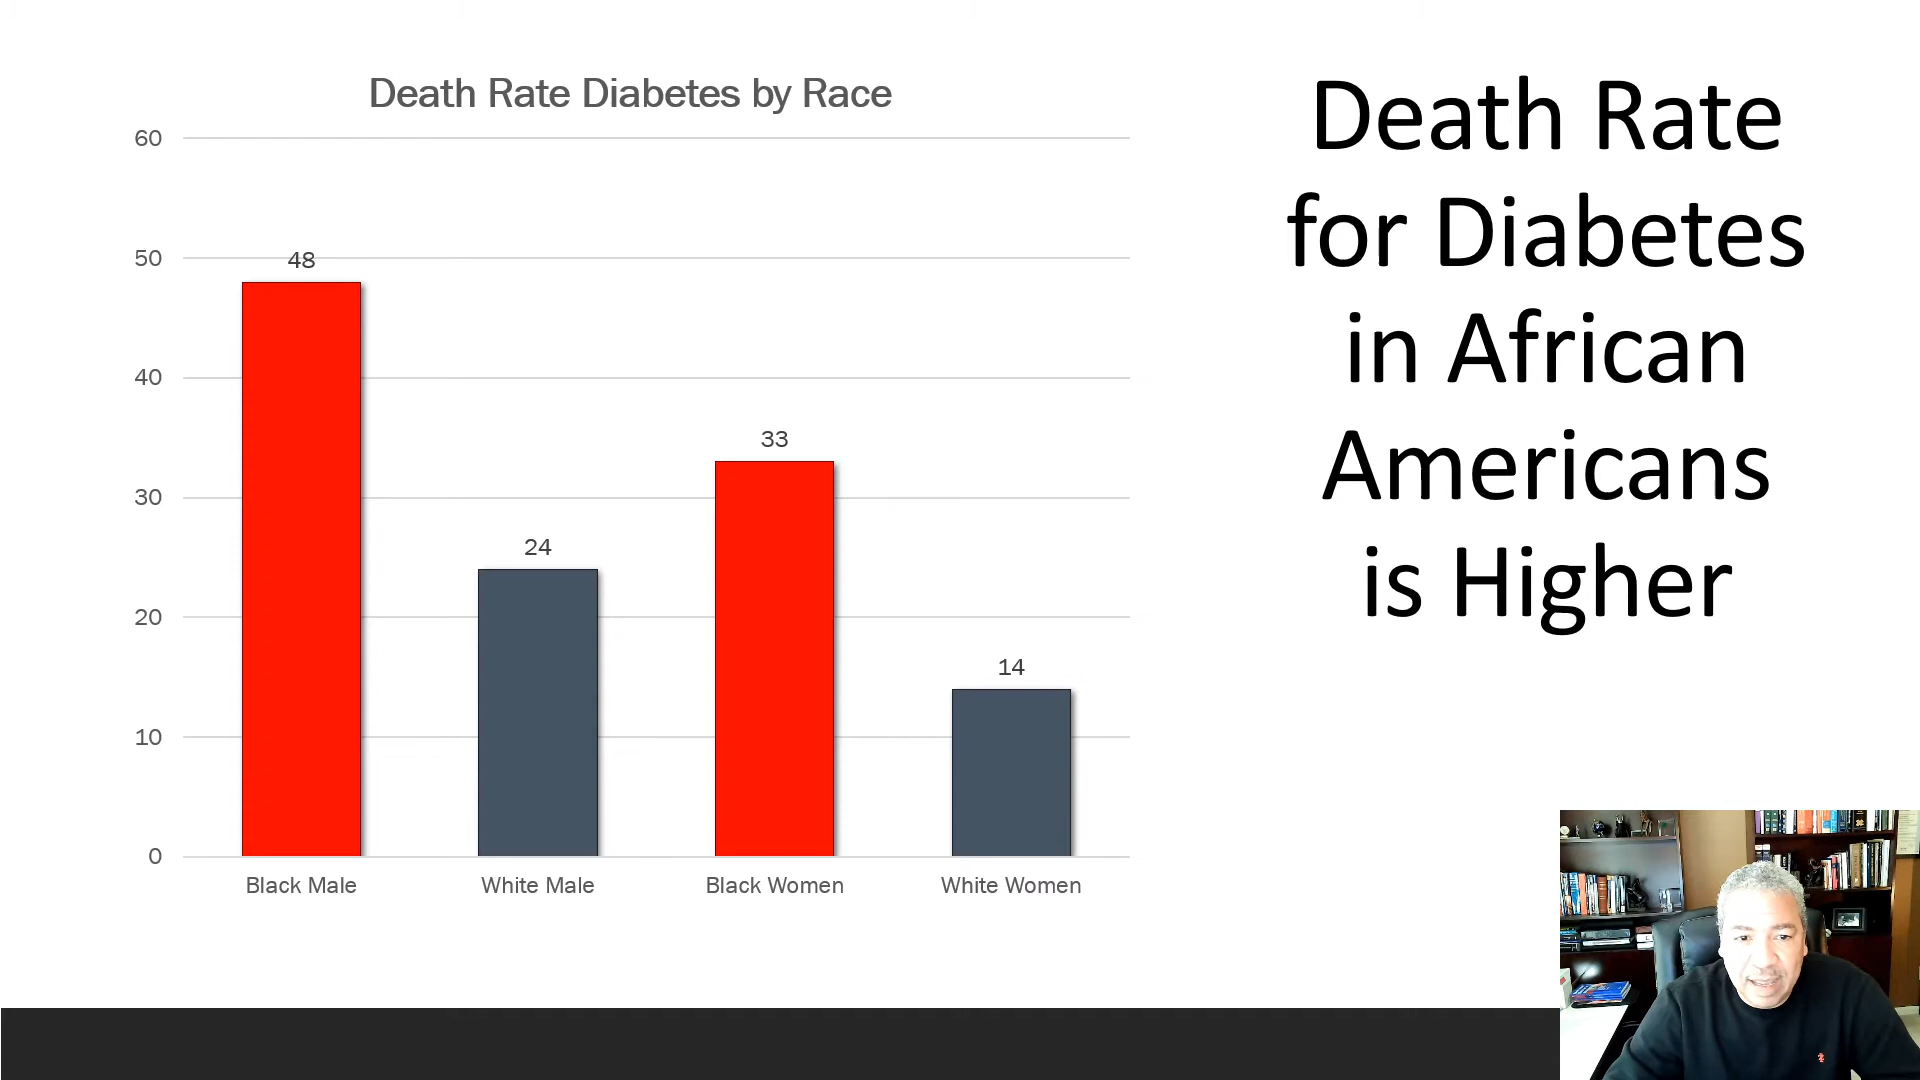 Death Rate Diabetes by Race
60
50
40
30
20
10
0
48
24
33
14
Black Male
White Male
Black Women
White Women
Death Rate
for Diabetes
in African
Americans
is Higher